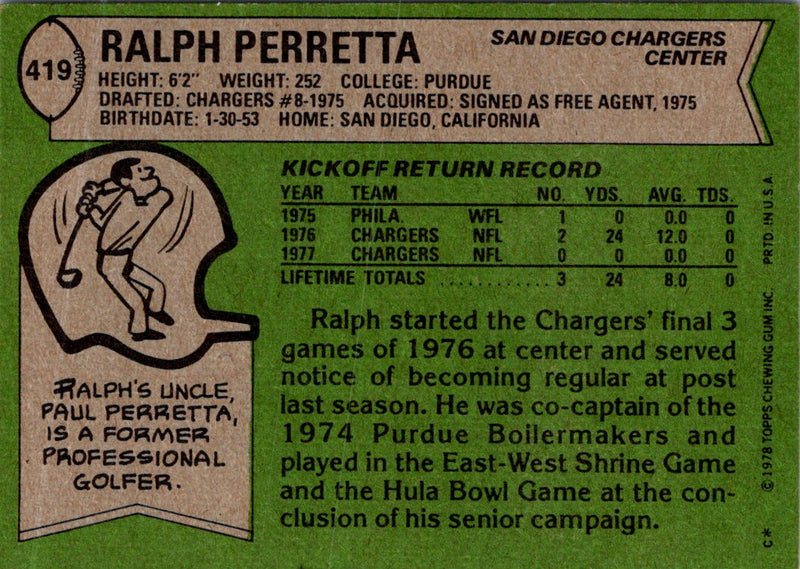 419
RALPH PERRETTA
SAN DIEGO CHARGERS
CENTER
HEIGHT: 6'2" WEIGHT: 252 COLLEGE: PURDUE
DRAFTED: CHARGERS #8-1975 ACQUIRED: SIGNED AS FREE AGENT, 1975
BIRTHDATE: 1-30-53 HOME: SAN DIEGO, CALIFORNIA
KICKOFF RETURN RECORD
YEAR TEAM NO. YDS. AVG. TDS.
1975 PHILA. WFL 1 0 0.0 0
1976 CHARGERS NFL 2 24 12.0 0
1977 CHARGERS NFL 0 0 0.0 0
LIFETIME TOTALS ............ 3 24 8.0 0
Ralph started the Chargers' final 3
games of 1976 at center and served
notice of becoming regular at post
last season. He was co-captain of the
1974 Purdue Boilermakers and
played in the East-West Shrine Game
and the Hula Bowl Game at the con-
clusion of his senior campaign.
RALPH'S UNCLE,
PAUL PERRETTA,
IS A FORMER
PROFESSIONAL
GOLFER.
©1978 TOPPS CHEWING GUM INC. PRTD. IN U.S.A.
C*